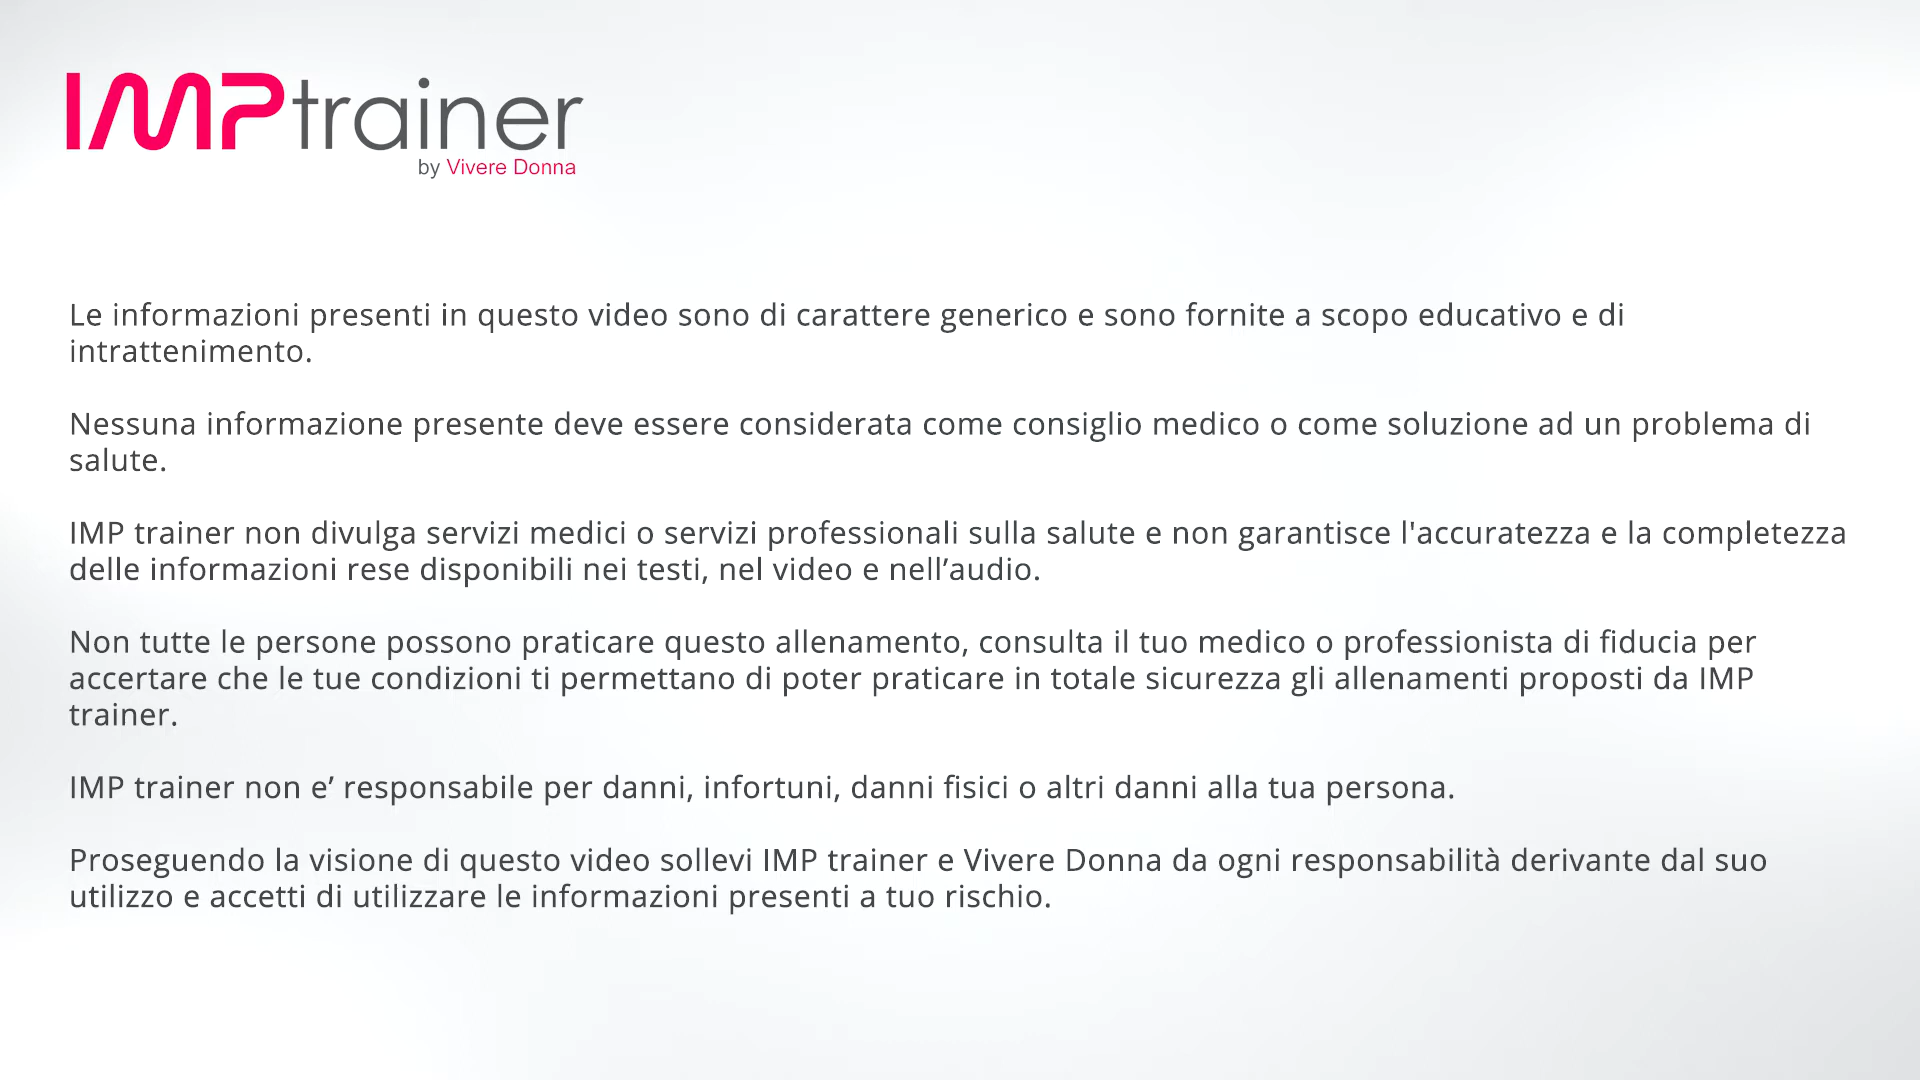 IMP trainer
by Vivere Donna
Le informazioni presenti in questo video sono di carattere generico e sono fornite a scopo educativo e di
intrattenimento.
Nessuna informazione presente deve essere considerata come consiglio medico o come soluzione ad un problema di
salute.
IMP trainer non divulga servizi medici o servizi professionali sulla salute e non garantisce l'accuratezza e la completezza
delle informazioni rese disponibili nei testi, nel video e nell’audio.
Non tutte le persone possono praticare questo allenamento, consulta il tuo medico o professionista di fiducia per
accertare che le tue condizioni ti permettano di poter praticare in totale sicurezza gli allenamenti proposti da IMP
trainer.
IMP trainer non e’ responsabile per danni, infortuni, danni fisici o altri danni alla tua persona.
Proseguendo la visione di questo video sollevi IMP trainer e Vivere Donna da ogni responsabilità derivante dal suo
utilizzo e accetti di utilizzare le informazioni presenti a tuo rischio.